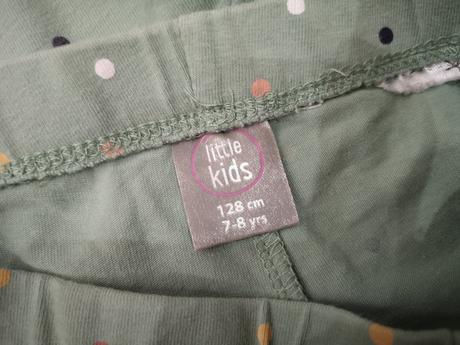 little
kids
128 cm
7-8 yrs